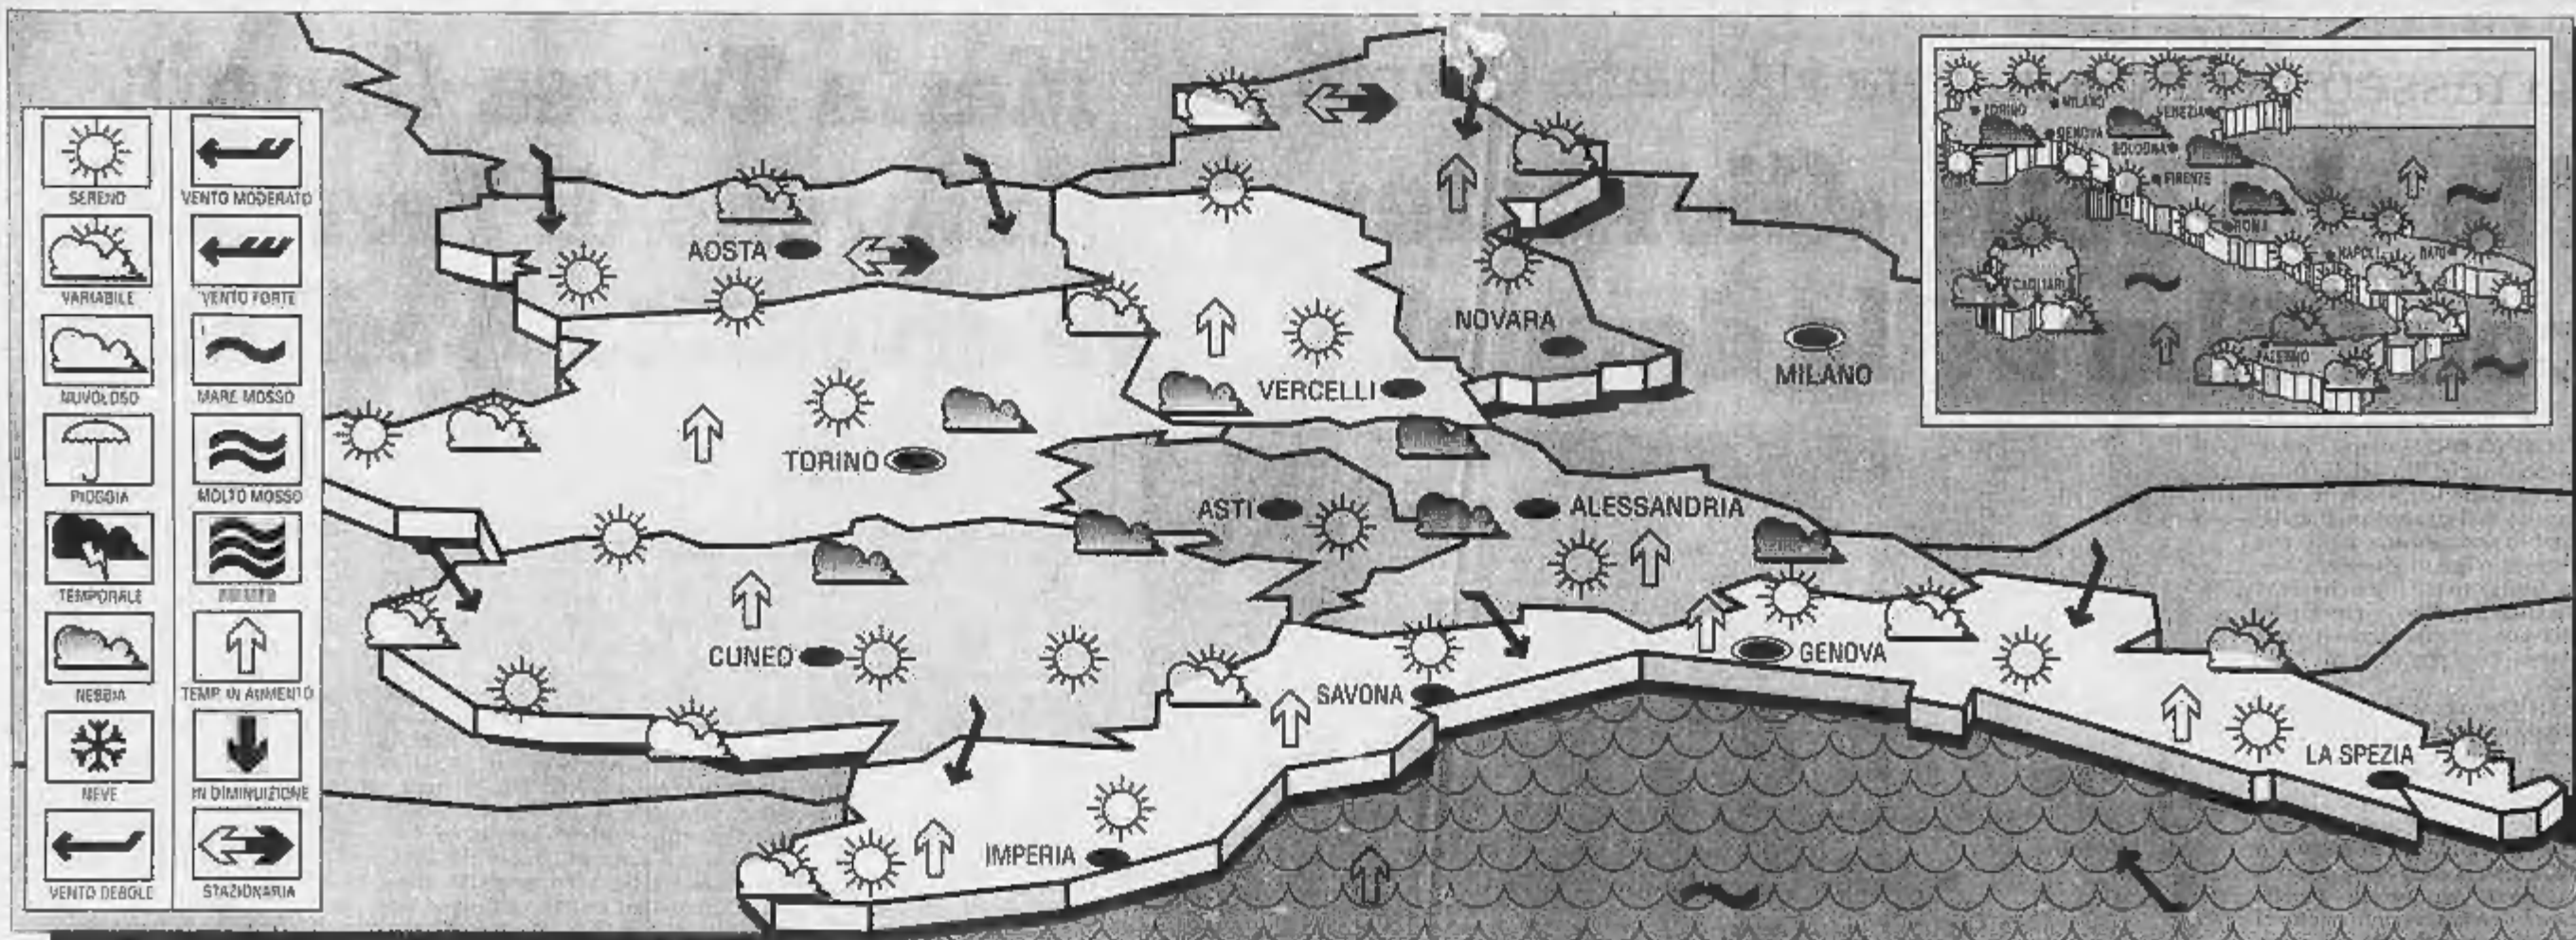 SERENO
VENTO MODERATO
VARIABILE
VENTO FORTE
NUVOLOSO
MARE MOSSO
PIOGGIA
MOLTO MOSSO
TEMPORALE
NEBBIA
TEMP. IN AUMENTO
NEVE
IN DIMINUIZIONE
VENTO DEBOLE
STAZIONARIA
AOSTA
NOVARA
MILANO
VERCELLI
TORINO
ASTI
ALESSANDRIA
CUNEO
GENOVA
SAVONA
LA SPEZIA
IMPERIA
TORINO
MILANO
VENEZIA
GENOVA
BOLOGNA
FIRENZE
ROMA
NAPOLI
BARI
CAGLIARI
PALERMO